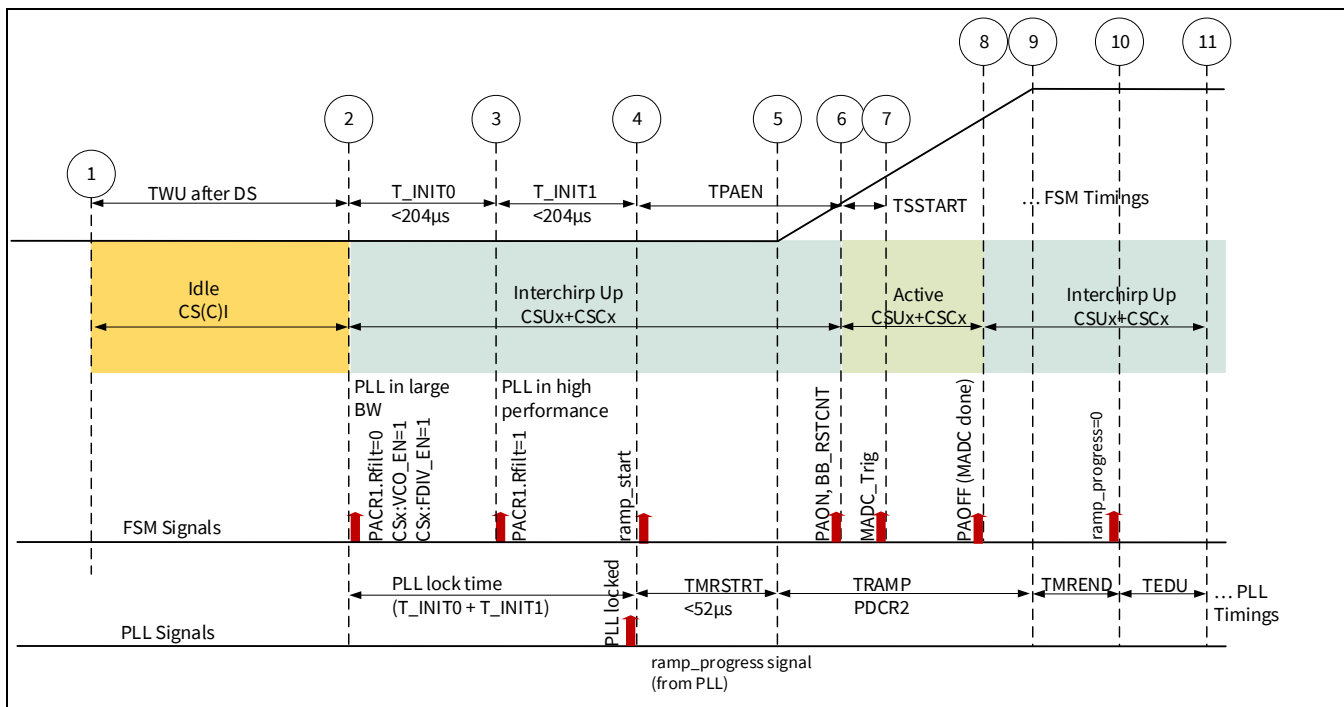 8
9
10
11
2
3
4
5
6
7
1
TWU after DS
T_INIT0
<204µs
T_INIT1
<204µs
TPAEN
TSSTART
... FSM Timings
Idle
CS(C)I
Interchirp Up
CSUx+CSCx
Active
CSUx+CSCx
Interchirp Up
CSUx+CSCx
PLL in large
BW
PLL in high
performance
PACR1.Rfilt=0
CSx:VCO_EN=1
CSx:FDIV_EN=1
PACR1.Rfilt=1
ramp_start
PAON, BB_RSTCNT
MADC_Trig
PAOFF (MADC done)
ramp_progress=0
FSM Signals
PLL lock time
(T_INIT0 + T_INIT1)
PLL locked
TMRSTRT
<52µs
TRAMP
PDCR2
TMREND
TEDU
... PLL
Timings
PLL Signals
ramp_progress signal
(from PLL)